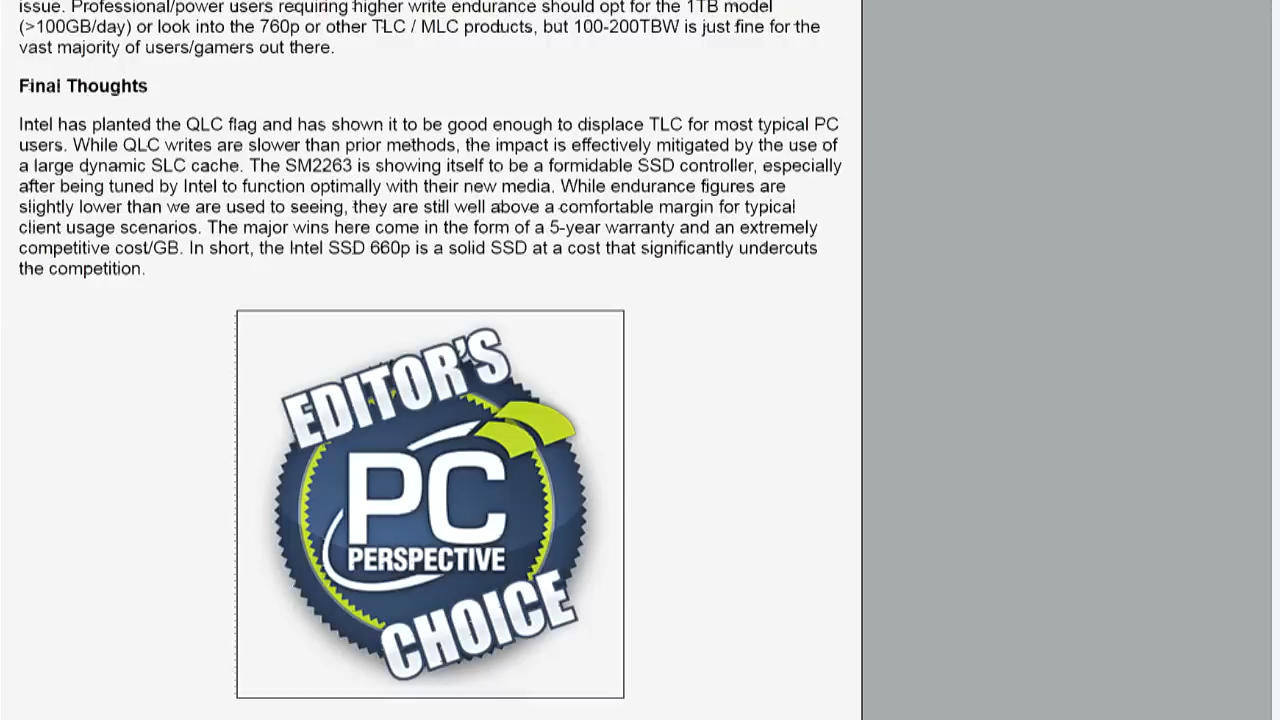 issue. Professional/power users requiring higher write endurance should opt for the 1TB model
(>100GB/day) or look into the 760p or other TLC / MLC products, but 100-200TBW is just fine for the
vast majority of users/gamers out there.
Final Thoughts
Intel has planted the QLC flag and has shown it to be good enough to displace TLC for most typical PC
users. While QLC writes are slower than prior methods, the impact is effectively mitigated by the use of
a large dynamic SLC cache. The SM2263 is showing itself to be a formidable SSD controller, especially
after being tuned by Intel to function optimally with their new media. While endurance figures are
slightly lower than we are used to seeing, they are still well above a comfortable margin for typical
client usage scenarios. The major wins here come in the form of a 5-year warranty and an extremely
competitive cost/GB. In short, the Intel SSD 660p is a solid SSD at a cost that significantly undercuts
the competition.
EDITOR'S
PC
PERSPECTIVE
CHOICE